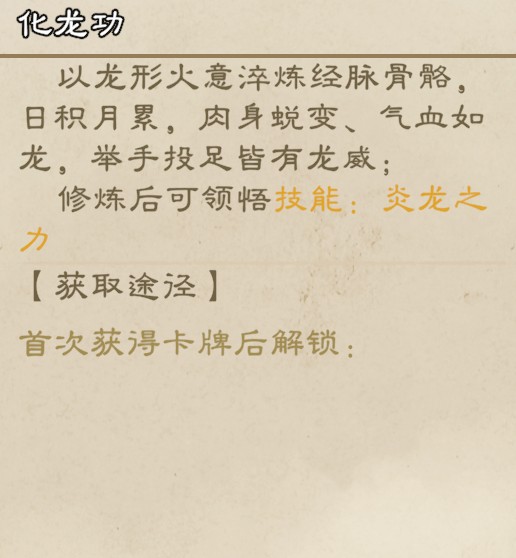 化龙功
以龙形火意淬炼经脉骨骼，
日积月累，肉身蜕变、气血如
龙，举手投足皆有龙威；
修炼后可领悟技能：炎龙之
力
【获取途径】
首次获得卡牌后解锁：